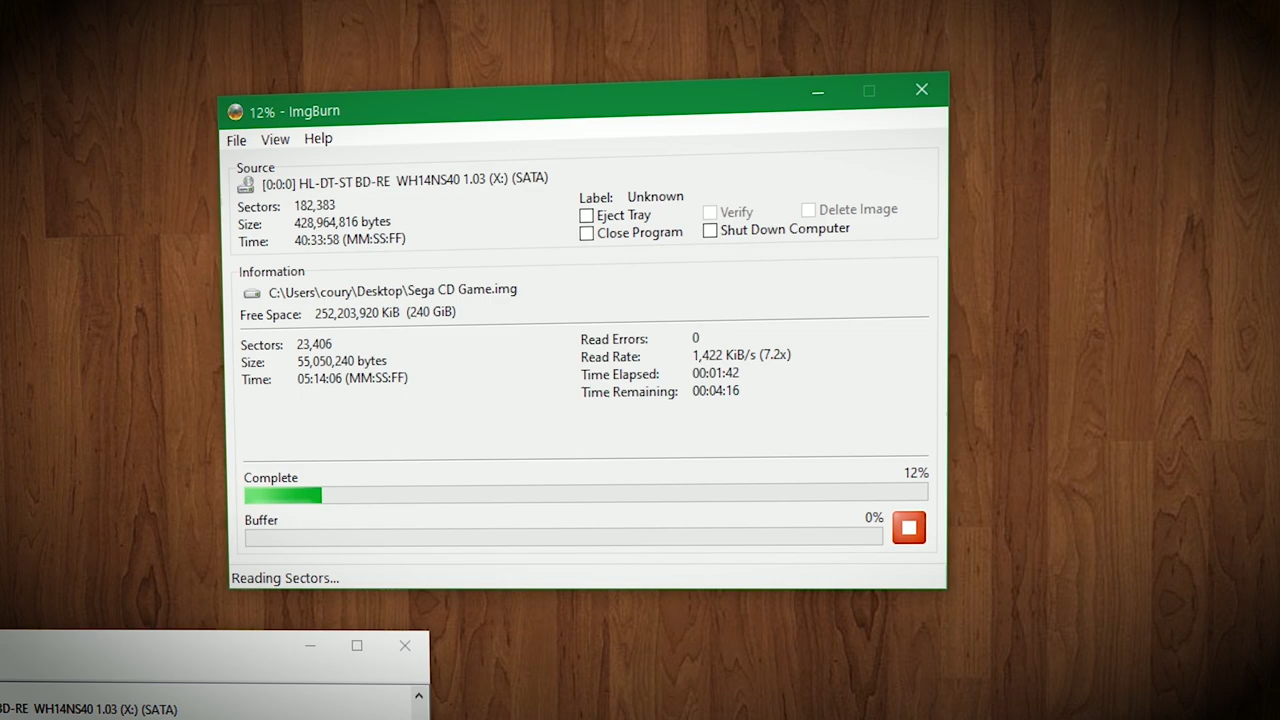 12% - ImgBurn
File View Help
Source
[0:0:0] HL-DT-ST BD-RE WH14NS40 1.03 (X:) (SATA)
Sectors: 182,383
Size: 428,964,816 bytes
Time: 40:33:58 (MM:SS:FF)
Label: Unknown
Eject Tray Verify Delete Image
Close Program Shut Down Computer
Information
C:\Users\coury\Desktop\Sega CD Game.img
Free Space: 252,203,920 KiB (240 GiB)
Sectors: 23,406
Size: 55,050,240 bytes
Time: 05:14:06 (MM:SS:FF)
Read Errors: 0
Read Rate: 1,422 KiB/s (7.2x)
Time Elapsed: 00:01:42
Time Remaining: 00:04:16
Complete 12%
Buffer 0%
Reading Sectors...
BD-RE WH14NS40 1.03 (X:) (SATA)